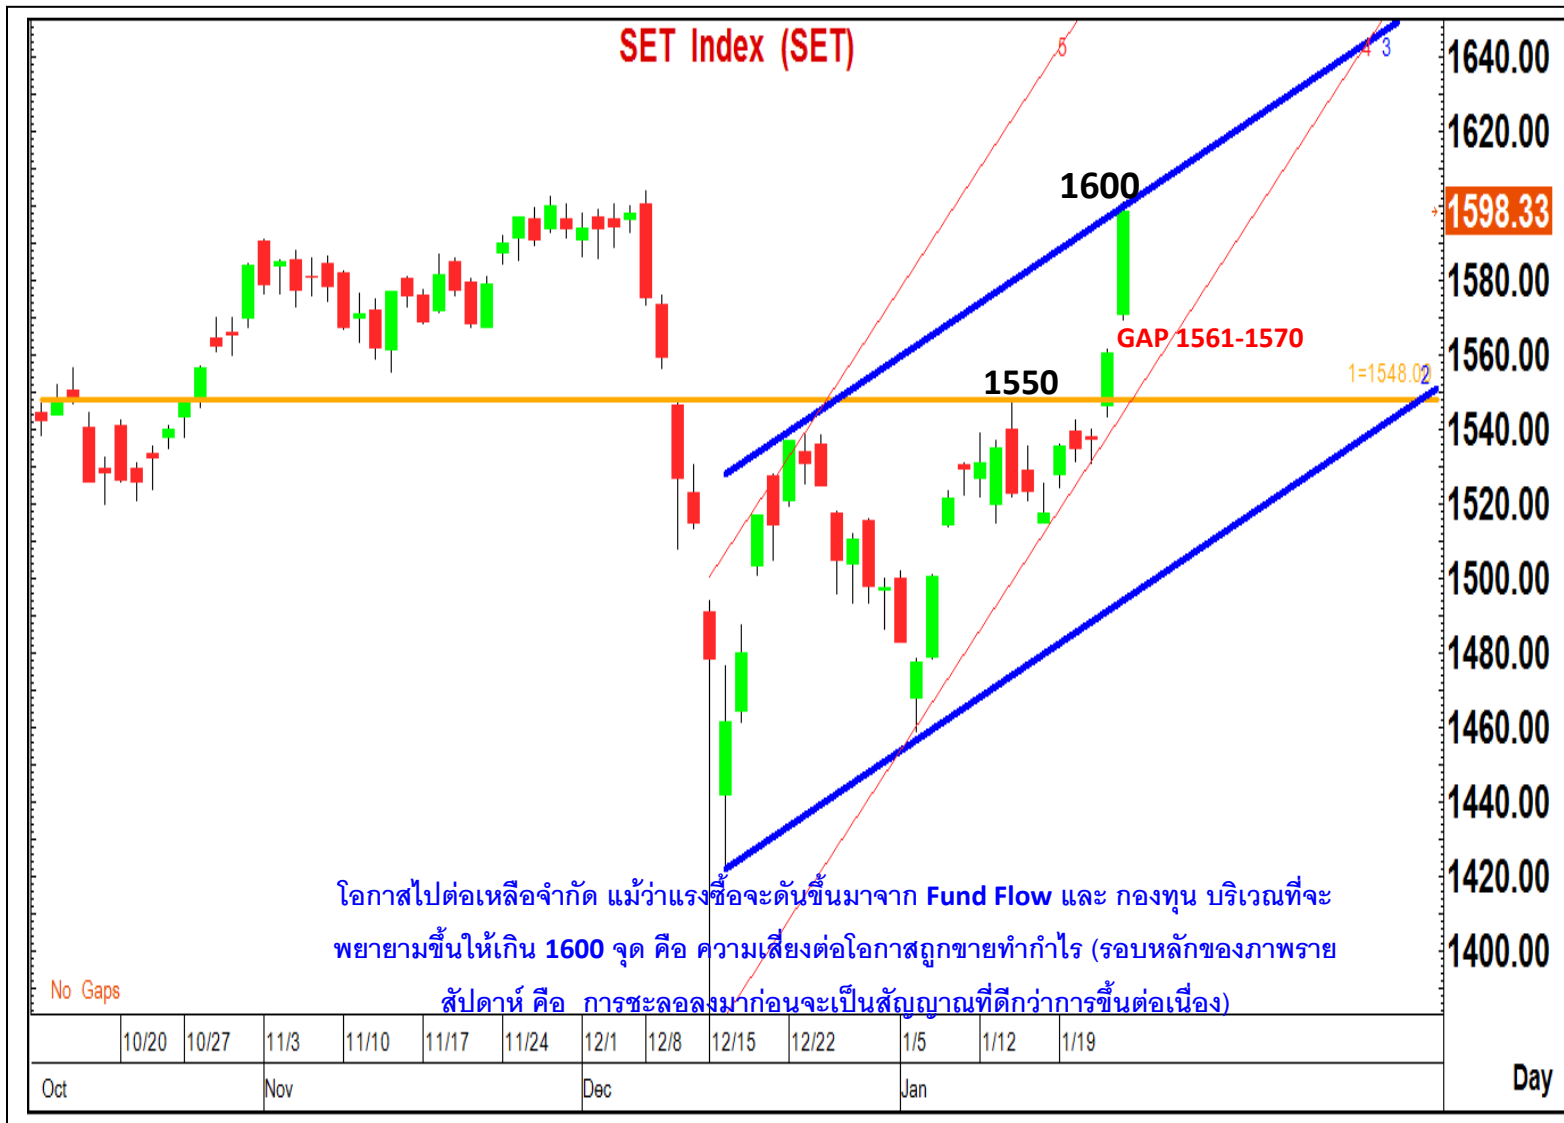 SET Index (SET)
5
4
3
1640.00
1620.00
1600
1598.33
1580.00
GAP 1561-1570
1560.00
1550
1=1548.00
2
1540.00
1520.00
1500.00
1480.00
1460.00
1440.00
1420.00
โอกาสไปต่อเหลือจำกัด แม้ว่าแรงซื้อจะดันขึ้นมาจาก Fund Flow และ กองทุน บริเวณที่จะ
พยายามขึ้นให้เกิน 1600 จุด คือ ความเสี่ยงต่อโอกาสถูกขายทำกำไร (รอบหลักของภาพราย
1400.00
สัปดาห์ คือ การชะลอลงมาก่อนจะเป็นสัญญาณที่ดีกว่าการขึ้นต่อเนื่อง)
No Gaps
10/20 10/27 11/3 11/10 11/17 11/24 12/1 12/8 12/15 12/22 1/5 1/12 1/19
Oct Nov Dec Jan
Day